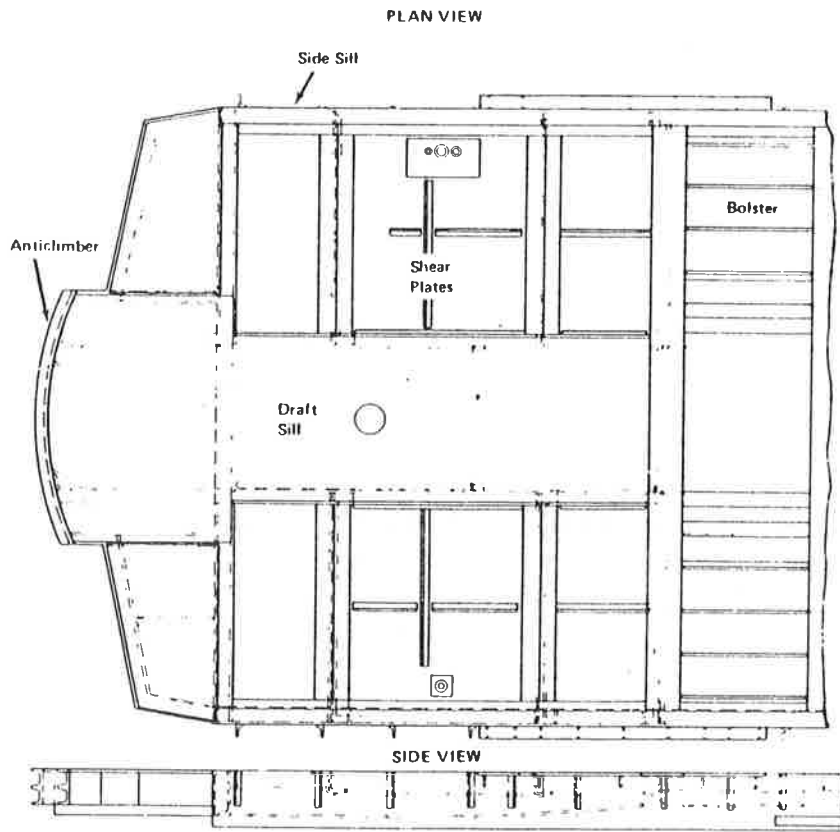 PLAN VIEW
Side Sill
Bolster
Anticlimber
Shear
Plates
Draft
Sill
SIDE VIEW